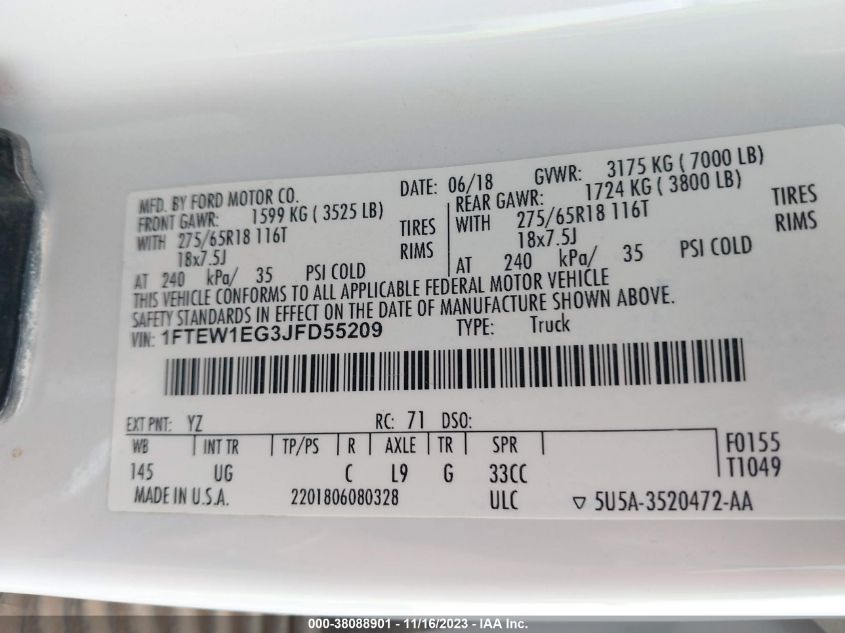 MFD. BY FORD MOTOR CO. DATE: 06/18 GVWR: 3175 KG ( 7000 LB)
FRONT GAWR: 1599 KG ( 3525 LB) REAR GAWR: 1724 KG ( 3800 LB)
WITH 275/65R18 116T TIRES WITH 275/65R18 116T TIRES
18x7.5J RIMS 18x7.5J RIMS
AT 240 kPa/ 35 PSI COLD AT 240 kPa/ 35 PSI COLD
THIS VEHICLE CONFORMS TO ALL APPLICABLE FEDERAL MOTOR VEHICLE
SAFETY STANDARDS IN EFFECT ON THE DATE OF MANUFACTURE SHOWN ABOVE.
VIN: 1FTEW1EG3JFD55209 TYPE: Truck
EXT PNT: YZ RC: 71 DSO:
WB INT TR TP/PS R AXLE TR SPR F0155
145 UG C L9 G 33CC T1049
MADE IN U.S.A. 2201806080328 ULC ▽ 5U5A-3520472-AA
000-38088901 - 11/16/2023 - IAA Inc.